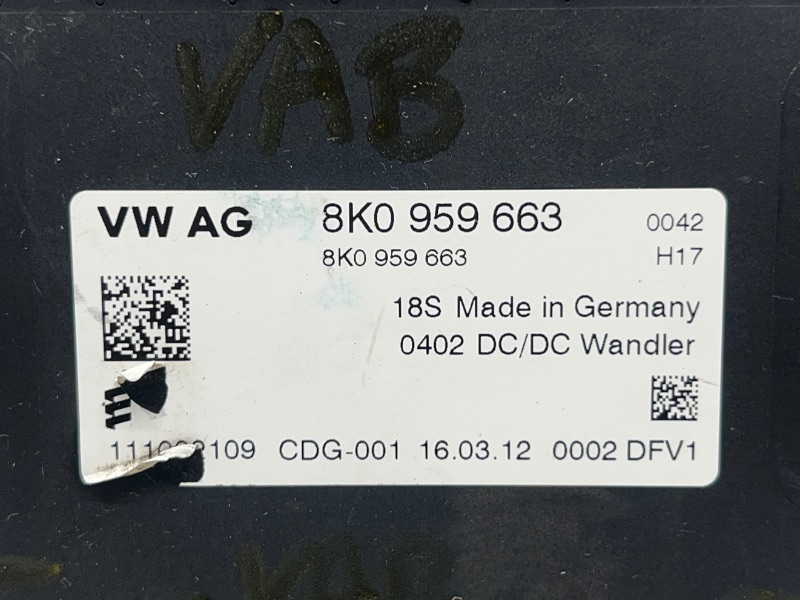 VAB
VW AG 8K0 959 663 0042
8K0 959 663 H17
18S Made in Germany
0402 DC/DC Wandler
CDG-001 16.03.12 0002 DFV1
VAB